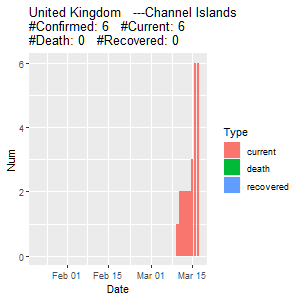 United Kingdom   ---Channel Islands
#Confirmed: 6   #Current: 6
#Death: 0   #Recovered: 0
Num
6
4
2
0
Feb 01 Feb 15 Mar 01 Mar 15
Date
Type
current
death
recovered